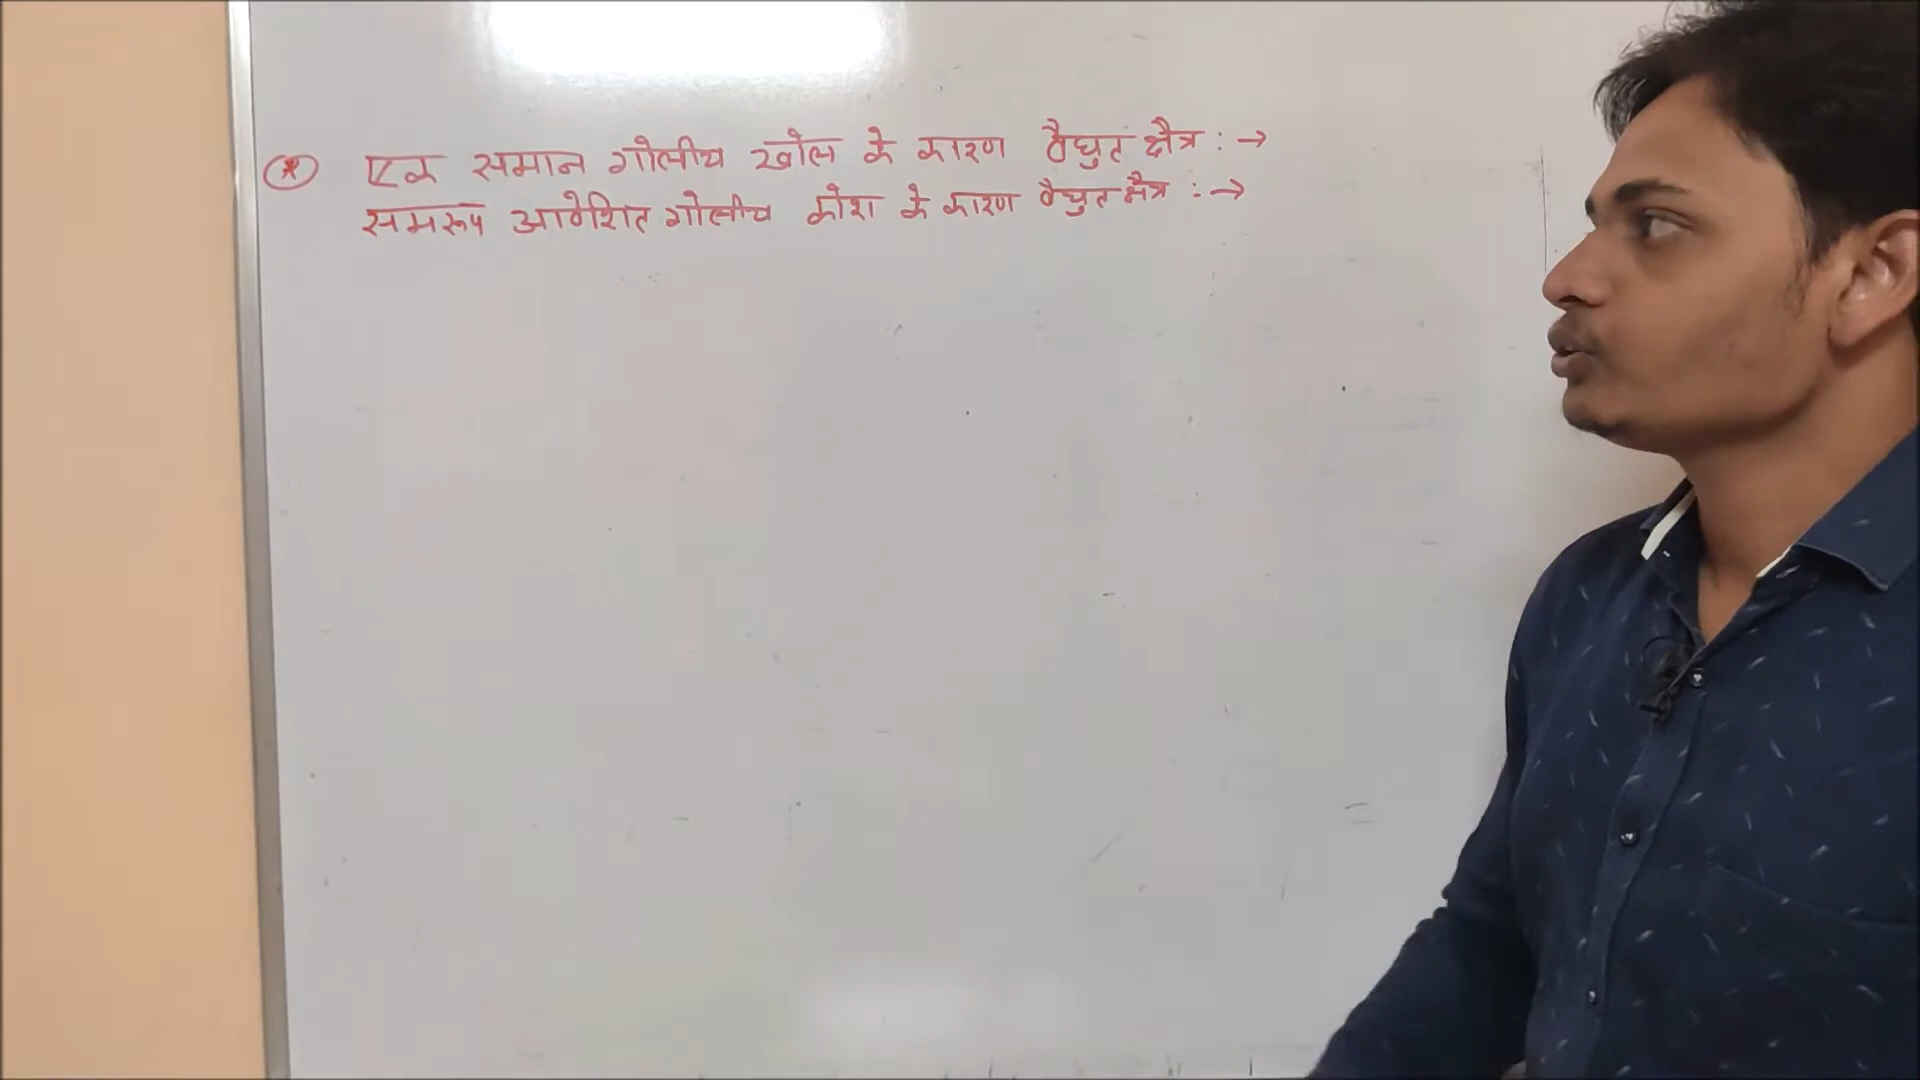 * एक समान गोलीय खोल के कारण वैद्युत क्षेत्र : →
समरूप आवेशित गोलीय कोश के कारण वैद्युत क्षेत्र : →